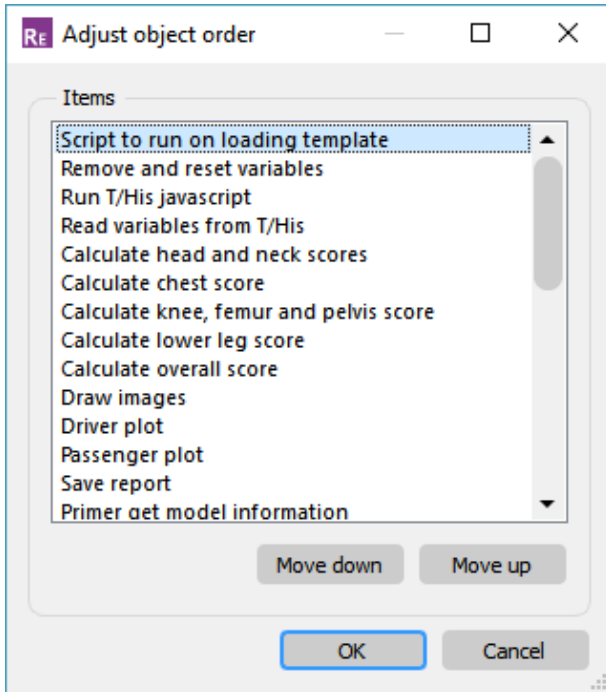 RE Adjust object order
Items
Script to run on loading template
Remove and reset variables
Run T/His javascript
Read variables from T/His
Calculate head and neck scores
Calculate chest score
Calculate knee, femur and pelvis score
Calculate lower leg score
Calculate overall score
Draw images
Driver plot
Passenger plot
Save report
Primer get model information
Move down Move up
OK Cancel